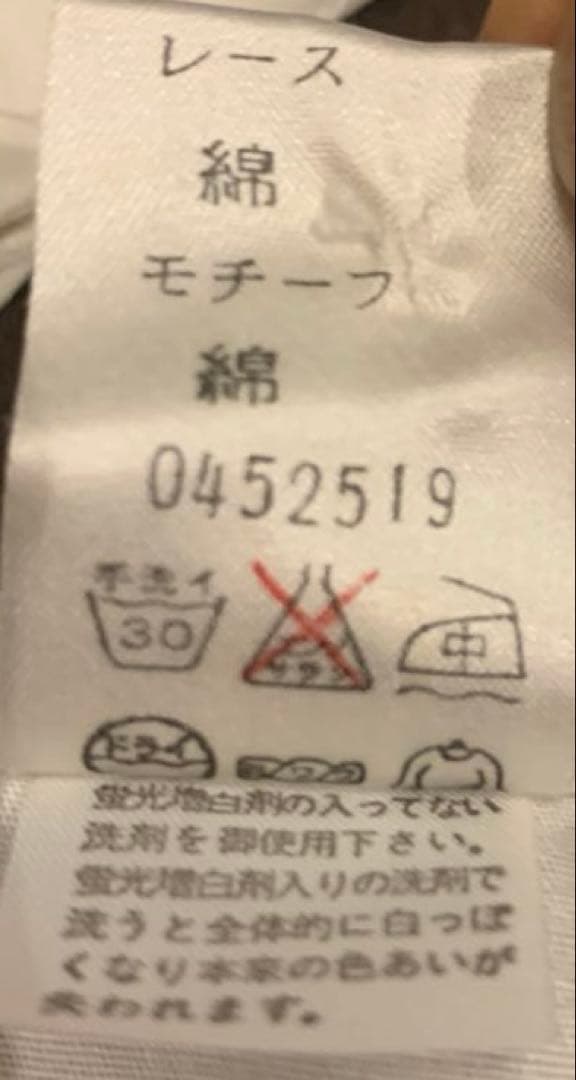 レース
綿
モチーフ
綿
0452519
手洗イ
30
中
ドライ
蛍光増白剤の入ってない
洗剤を御使用下さい。
蛍光増白剤入りの洗剤で
洗うと全体的に白っぽ
くなり本来の色あいが
失われます。